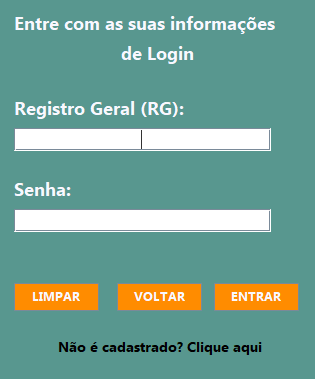 Entre com as suas informações
de Login
Registro Geral (RG):
Senha:
LIMPAR VOLTAR ENTRAR
Não é cadastrado? Clique aqui